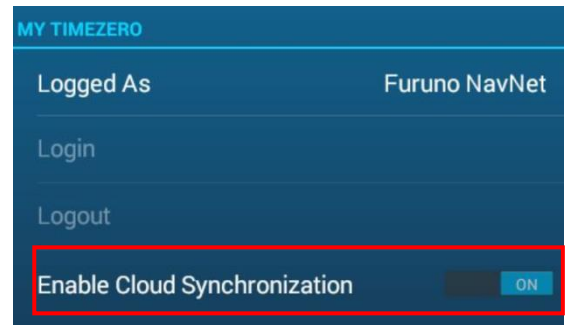 MY TIMEZERO
Logged As Furuno NavNet
Login
Logout
Enable Cloud Synchronization ON